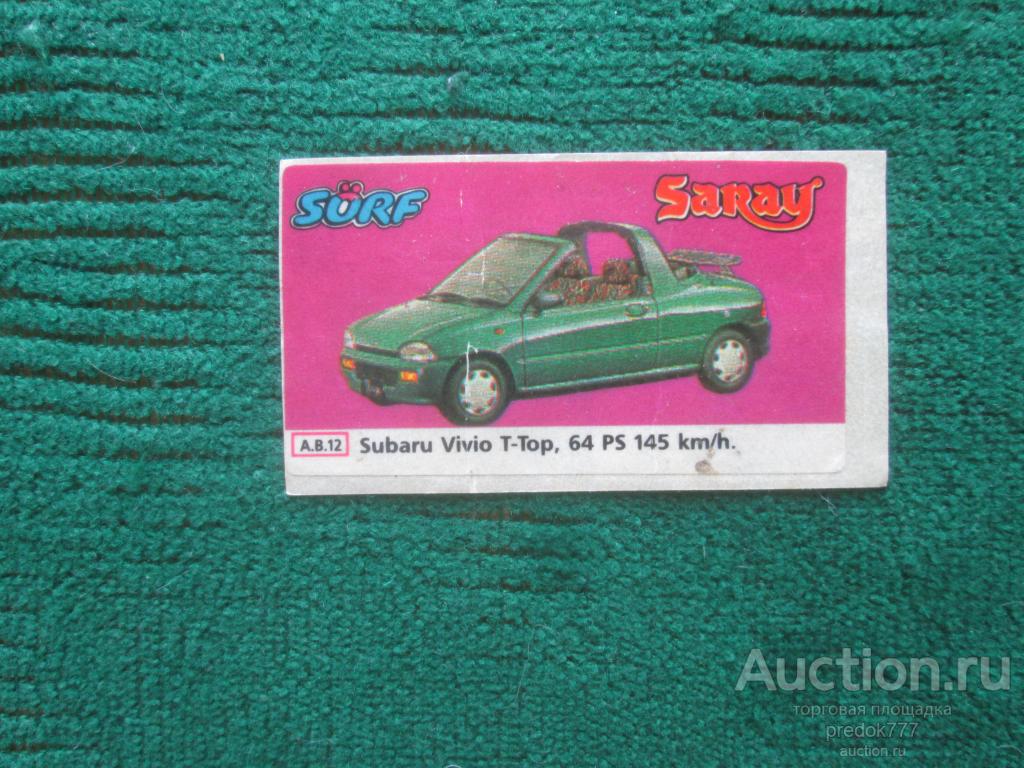 SÜRF
Saray
A.B.12 Subaru Vivio T-Top, 64 PS 145 km/h.
Auction.ru
торговая площадка
predok777
auction.ru